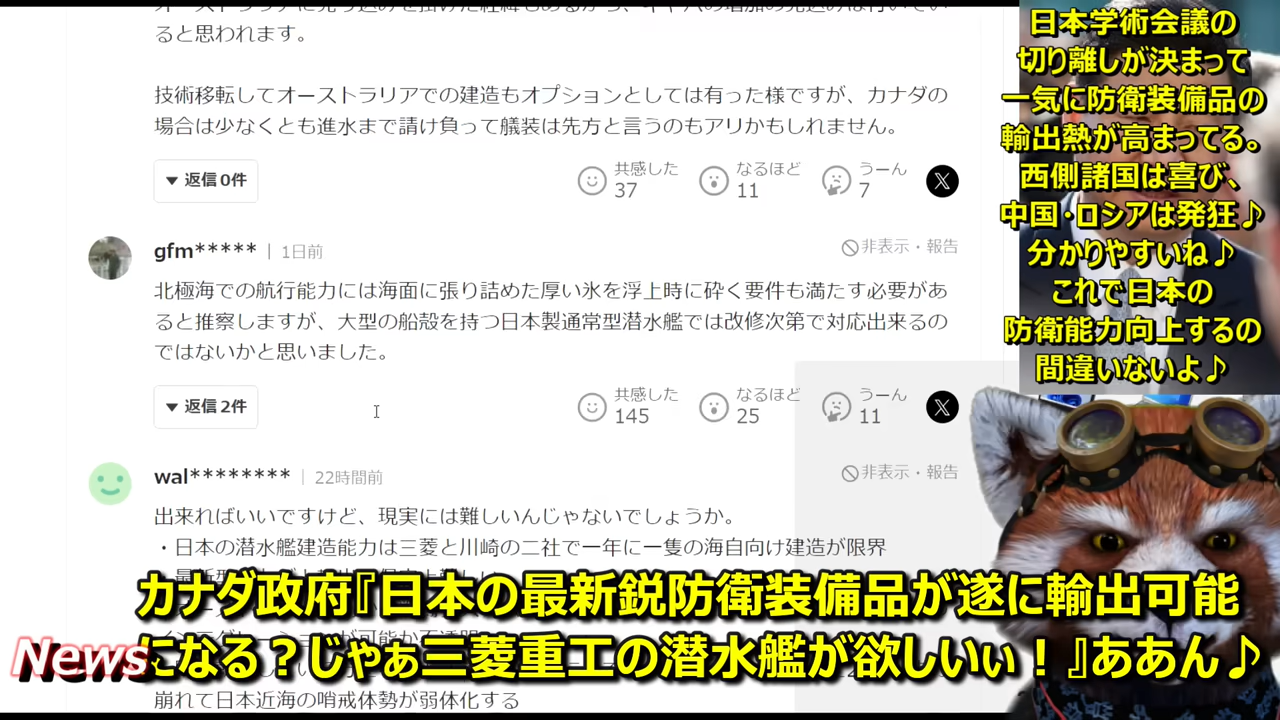 ると思われます。
技術移転してオーストラリアでの建造もオプションとしては有った様ですが、カナダの
場合は少なくとも進水まで請け負って艤装は先方と言うのもアリかもしれません。
返信0件
共感した
37
なるほど
11
うーん
7
gfm***** 1日前
非表示・報告
北極海での航行能力には海面に張り詰めた厚い氷を浮上時に砕く要件も満たす必要があ
ると推察しますが、大型の船殻を持つ日本製通常型潜水艦では改修次第で対応出来るの
ではないかと思いました。
返信2件
共感した
145
なるほど
25
うーん
11
wal******** 22時間前
非表示・報告
出来ればいいですけど、現実には難しいんじゃないでしょうか。
・日本の潜水艦建造能力は三菱と川崎の二社で一年に一隻の海自向け建造が限界
崩れて日本近海の哨戒体勢が弱体化する
日本学術会議の
切り離しが決まって
一気に防衛装備品の
輸出熱が高まってる。
西側諸国は喜び、
中国・ロシアは発狂♪
分かりやすいね♪
これで日本の
防衛能力向上するの
間違いないよ♪
カナダ政府『日本の最新鋭防衛装備品が遂に輸出可能
になる?じゃぁ三菱重工の潜水艦が欲しいぃ!』ああん♪
News